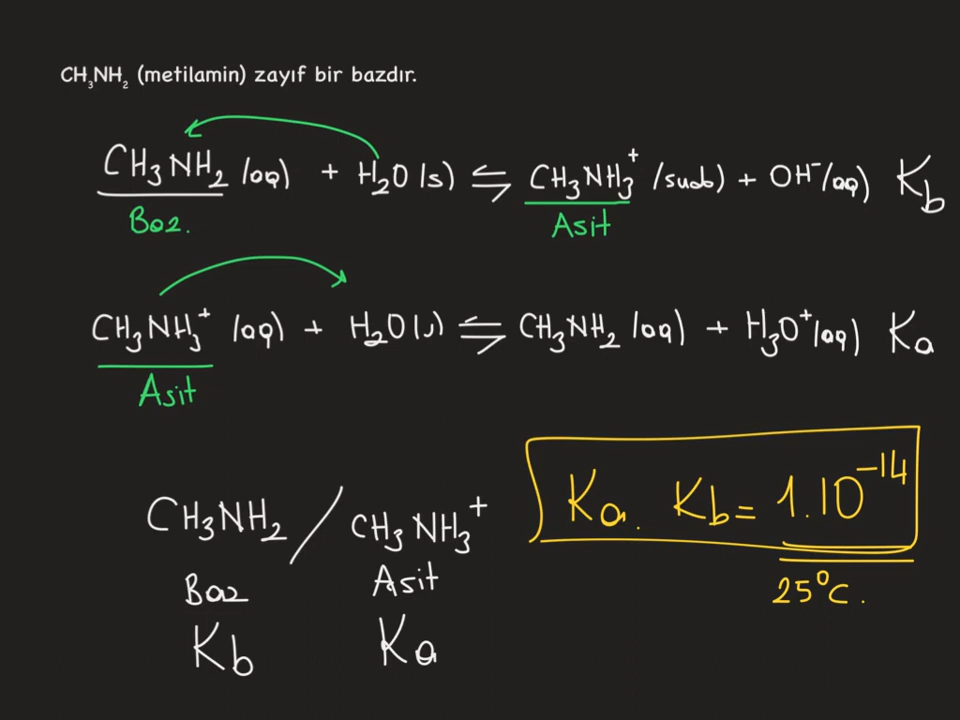 CH₃NH₂ (metilamin) zayıf bir bazdır.
CH₃NH₂ (aq) + H₂O (s) ⇌ CH₃NH₃⁺ (suda) + OH⁻(aq) Kb
Baz. Asit
CH₃NH₃⁺ (aq) + H₂O(s) ⇌ CH₃NH₂ (aq) + H₃O⁺(aq) Ka
Asit
CH₃NH₂ / CH₃NH₃⁺
Baz Asit
Kb Ka
Ka. Kb = 1.10⁻¹⁴
25°C.